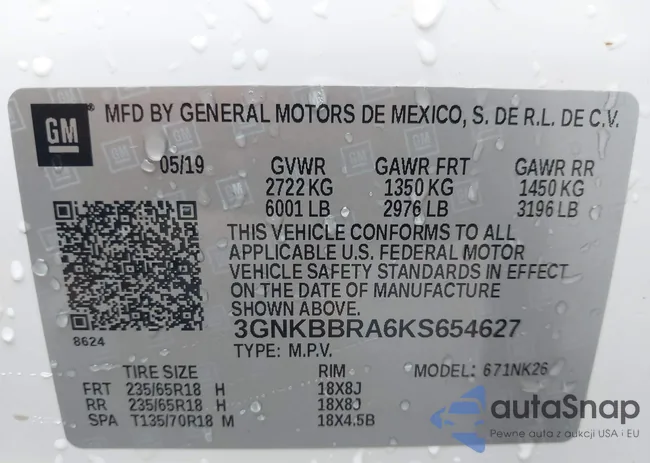 GM ® MFD BY GENERAL MOTORS DE MEXICO, S. DE R.L. DE C.V.
05/19 GVWR GAWR FRT GAWR RR
2722 KG 1350 KG 1450 KG
6001 LB 2976 LB 3196 LB
THIS VEHICLE CONFORMS TO ALL
APPLICABLE U.S. FEDERAL MOTOR
VEHICLE SAFETY STANDARDS IN EFFECT
ON THE DATE OF MANUFACTURE
SHOWN ABOVE.
8624 3GNKBBRA6KS654627
TYPE: M.P.V.
TIRE SIZE RIM MODEL: 671NK26
FRT 235/65R18 H 18X8J
RR 235/65R18 H 18X8J
SPA T135/70R18 M 18X4.5B
autaSnap
Pewne auta z aukcji USA i EU